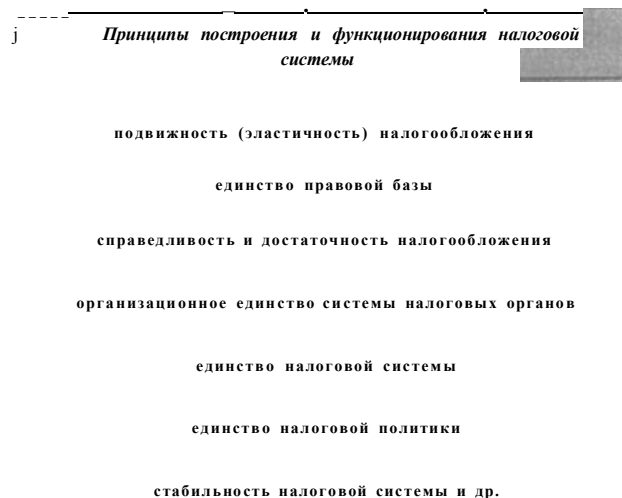 j Принципы построения и функционирования налоговой
системы
подвижность (эластичность) налогообложения
единство правовой базы
справедливость и достаточность налогообложения
организационное единство системы налоговых органов
единство налоговой системы
единство налоговой политики
стабильность налоговой системы и др.